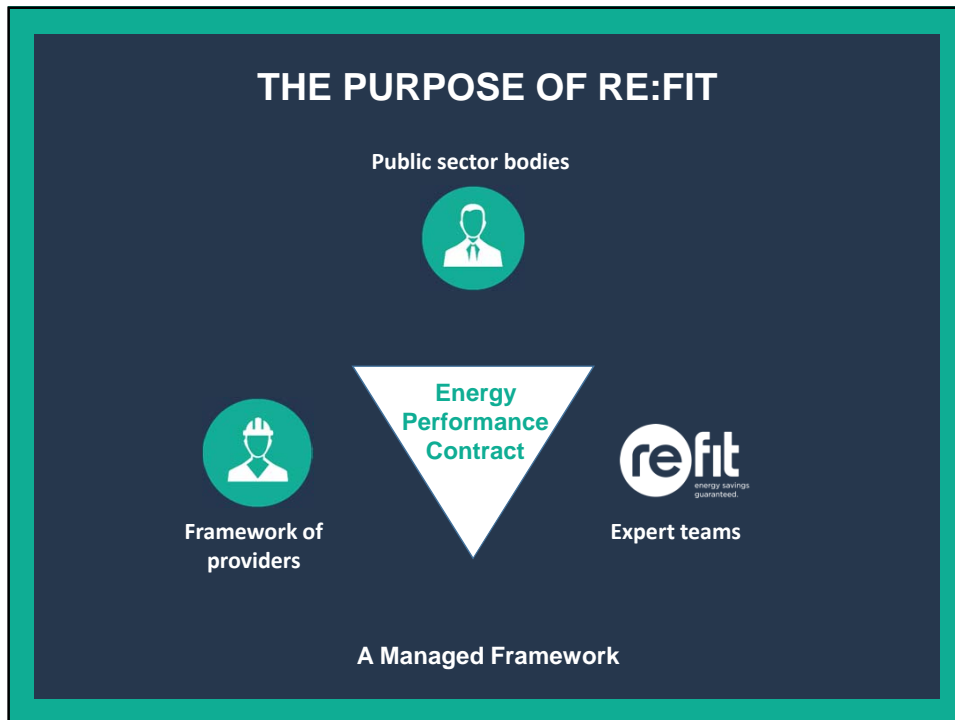 THE PURPOSE OF RE:FIT
Public sector bodies
Energy
Performance
Contract
refit
energy savings
guaranteed.
Framework of
providers
Expert teams
A Managed Framework